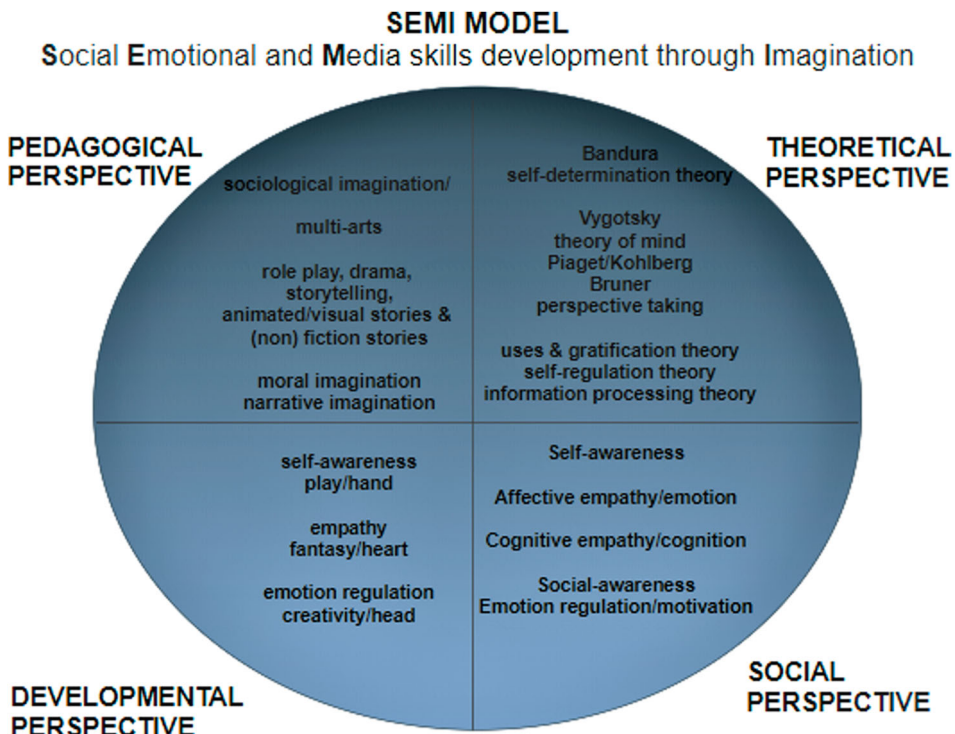 SEMI MODEL
Social Emotional and Media skills development through Imagination
PEDAGOGICAL
PERSPECTIVE
sociological imagination/
multi-arts
role play, drama,
storytelling,
animated/visual stories &
(non) fiction stories
moral imagination
narrative imagination
THEORETICAL
PERSPECTIVE
Bandura
self-determination theory
Vygotsky
theory of mind
Piaget/Kohlberg
Bruner
perspective taking
uses & gratification theory
self-regulation theory
information processing theory
self-awareness
play/hand
empathy
fantasy/heart
emotion regulation
creativity/head
DEVELOPMENTAL
PERSPECTIVE
Self-awareness
Affective empathy/emotion
Cognitive empathy/cognition
Social-awareness
Emotion regulation/motivation
SOCIAL
PERSPECTIVE